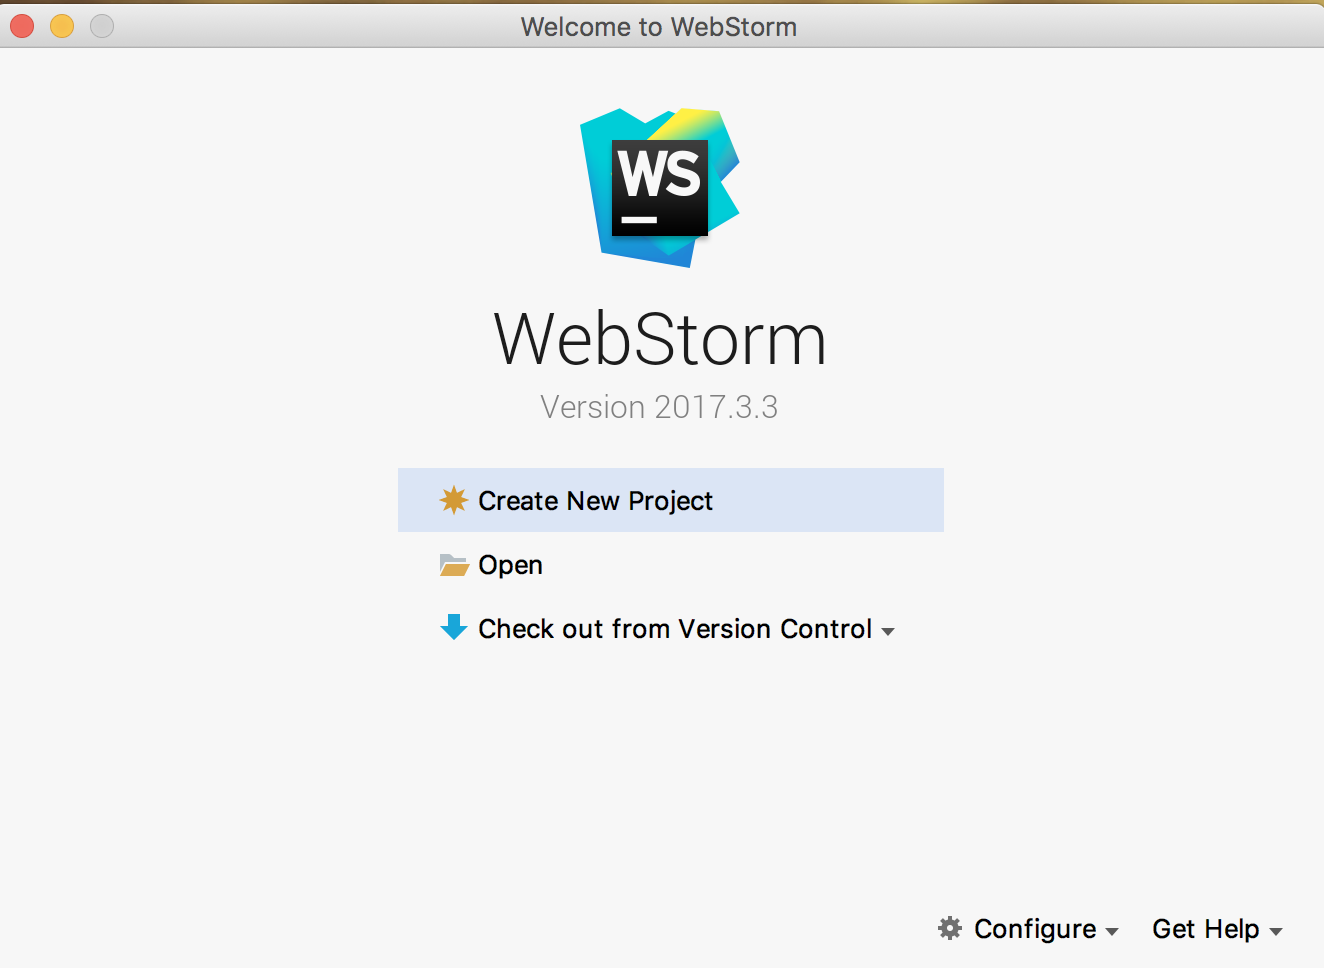 Welcome to WebStorm
WS
WebStorm
Version 2017.3.3
Create New Project
Open
Check out from Version Control
Configure
Get Help